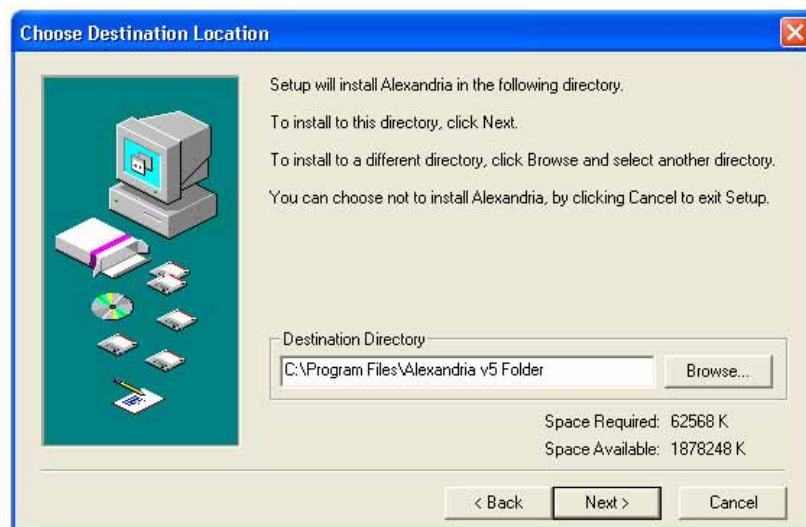 Choose Destination Location
Setup will install Alexandria in the following directory.
To install to this directory, click Next.
To install to a different directory, click Browse and select another directory.
You can choose not to install Alexandria, by clicking Cancel to exit Setup.
Destination Directory
C:\Program Files\Alexandria v5 Folder
Browse...
Space Required: 62568 K
Space Available: 1878248 K
< Back
Next >
Cancel